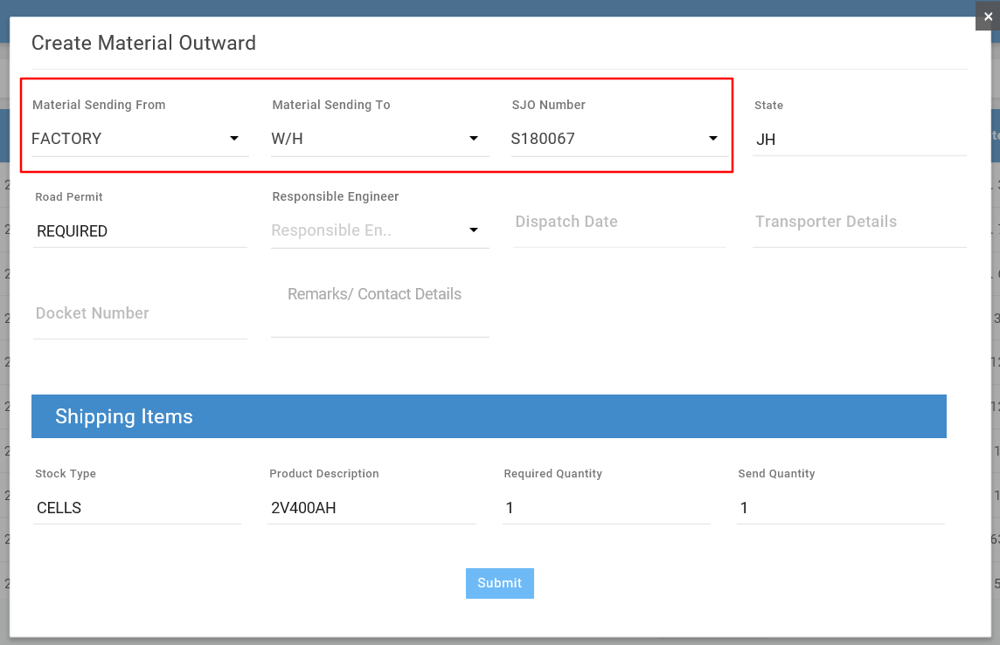 ×
Create Material Outward
Material Sending From
Material Sending To
SJO Number
State
FACTORY
W/H
S180067
JH
Road Permit
Responsible Engineer
REQUIRED
Responsible En..
Dispatch Date
Transporter Details
Docket Number
Remarks/ Contact Details
Shipping Items
Stock Type
Product Description
Required Quantity
Send Quantity
CELLS
2V400AH
1
1
Submit